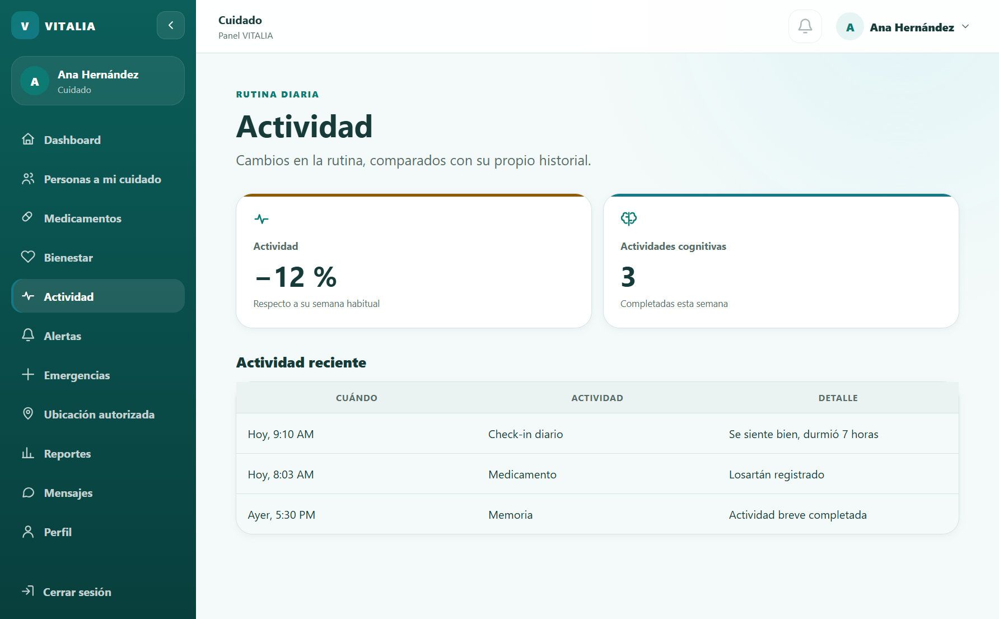 V VITALIA
A
Ana Hernández
Cuidado
Dashboard
Personas a mi cuidado
Medicamentos
Bienestar
Actividad
Alertas
Emergencias
Ubicación autorizada
Reportes
Mensajes
Perfil
Cerrar sesión
Cuidado
Panel VITALIA
A Ana Hernández
RUTINA DIARIA
Actividad
Cambios en la rutina, comparados con su propio historial.
Actividad
–12 %
Respecto a su semana habitual
Actividades cognitivas
3
Completadas esta semana
Actividad reciente
CUÁNDO ACTIVIDAD DETALLE
Hoy, 9:10 AM Check-in diario Se siente bien, durmió 7 horas
Hoy, 8:03 AM Medicamento Losartán registrado
Ayer, 5:30 PM Memoria Actividad breve completada